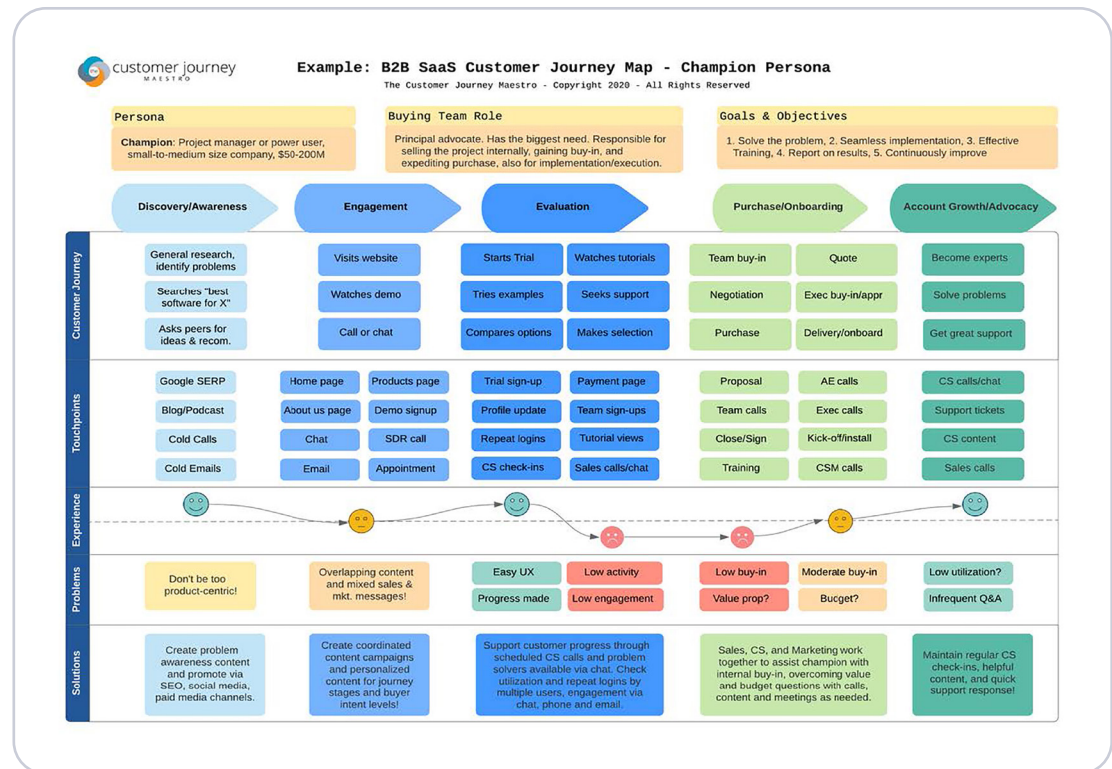 customer journey
MAESTRO
Example: B2B SaaS Customer Journey Map - Champion Persona
The Customer Journey Maestro - Copyright 2020 - All Rights Reserved
Persona
Champion: Project manager or power user,
small-to-medium size company, $50-200M
Buying Team Role
Principal advocate. Has the biggest need. Responsible for
selling the project internally, gaining buy-in, and
expediting purchase, also for implementation/execution.
Goals & Objectives
1. Solve the problem, 2. Seamless implementation, 3. Effective
Training, 4. Report on results, 5. Continuously improve
Discovery/Awareness
Engagement
Evaluation
Purchase/Onboarding
Account Growth/Advocacy
Customer Journey
General research,
identify problems
Searches "best
software for X"
Asks peers for
ideas & recom.
Visits website
Watches demo
Call or chat
Starts Trial
Watches tutorials
Tries examples
Seeks support
Compares options
Makes selection
Team buy-in
Quote
Negotiation
Exec buy-in/appr
Purchase
Delivery/onboard
Become experts
Solve problems
Get great support
Touchpoints
Google SERP
Blog/Podcast
Cold Calls
Cold Emails
Home page
Products page
About us page
Demo signup
Chat
SDR call
Email
Appointment
Trial sign-up
Payment page
Profile update
Team sign-ups
Repeat logins
Tutorial views
CS check-ins
Sales calls/chat
Proposal
AE calls
Team calls
Exec calls
Close/Sign
Kick-off/install
Training
CSM calls
CS calls/chat
Support tickets
CS content
Sales calls
Experience
Problems
Don't be too
product-centric!
Overlapping content
and mixed sales &
mkt. messages!
Easy UX
Low activity
Progress made
Low engagement
Low buy-in
Moderate buy-in
Value prop?
Budget?
Low utilization?
Infrequent Q&A
Solutions
Create problem
awareness content
and promote via
SEO, social media,
paid media channels.
Create coordinated
content campaigns
and personalized
content for journey
stages and buyer
intent levels!
Support customer progress through
scheduled CS calls and problem
solvers available via chat. Check
utilization and repeat logins by
multiple users, engagement via
chat, phone and email.
Sales, CS, and Marketing work
together to assist champion with
internal buy-in, overcoming value
and budget questions with calls,
content and meetings as needed.
Maintain regular CS
check-ins, helpful
content, and quick
support response!